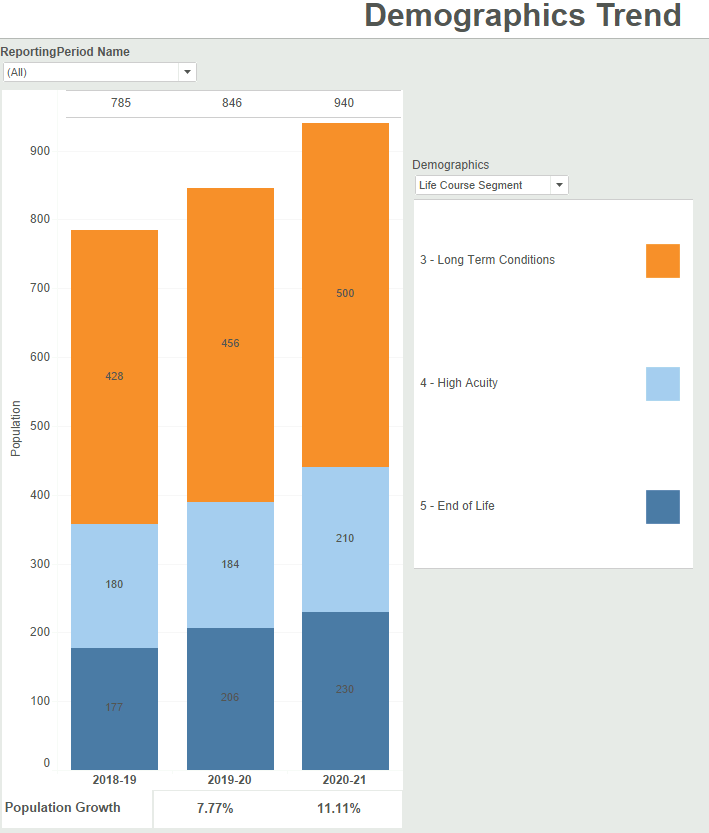 Demographics Trend
ReportingPeriod Name
(All)
785 846 940
Demographics
Life Course Segment
3 - Long Term Conditions
4 - High Acuity
5 - End of Life
Population
900
800
700
600
500
400
300
200
100
0
428
180
177
456
184
206
500
210
230
2018-19 2019-20 2020-21
Population Growth 7.77% 11.11%